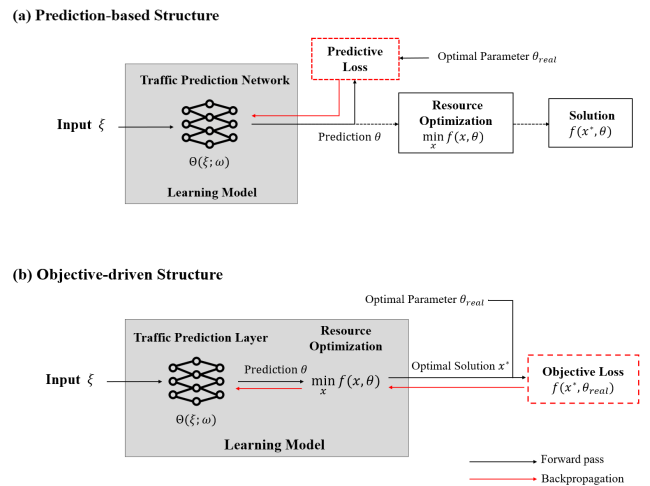 (a) Prediction-based Structure
Predictive
Loss
Optimal Parameter θ_real
Traffic Prediction Network
Input ξ
Prediction θ
Resource
Optimization
min_x f(x, θ)
Solution
f(x*, θ)
Θ(ξ; ω)
Learning Model
(b) Objective-driven Structure
Optimal Parameter θ_real
Traffic Prediction Layer
Resource
Optimization
Input ξ
Prediction θ
min_x f(x, θ)
Optimal Solution x*
Objective Loss
f(x*, θ_real)
Θ(ξ; ω)
Learning Model
Forward pass
Backpropagation